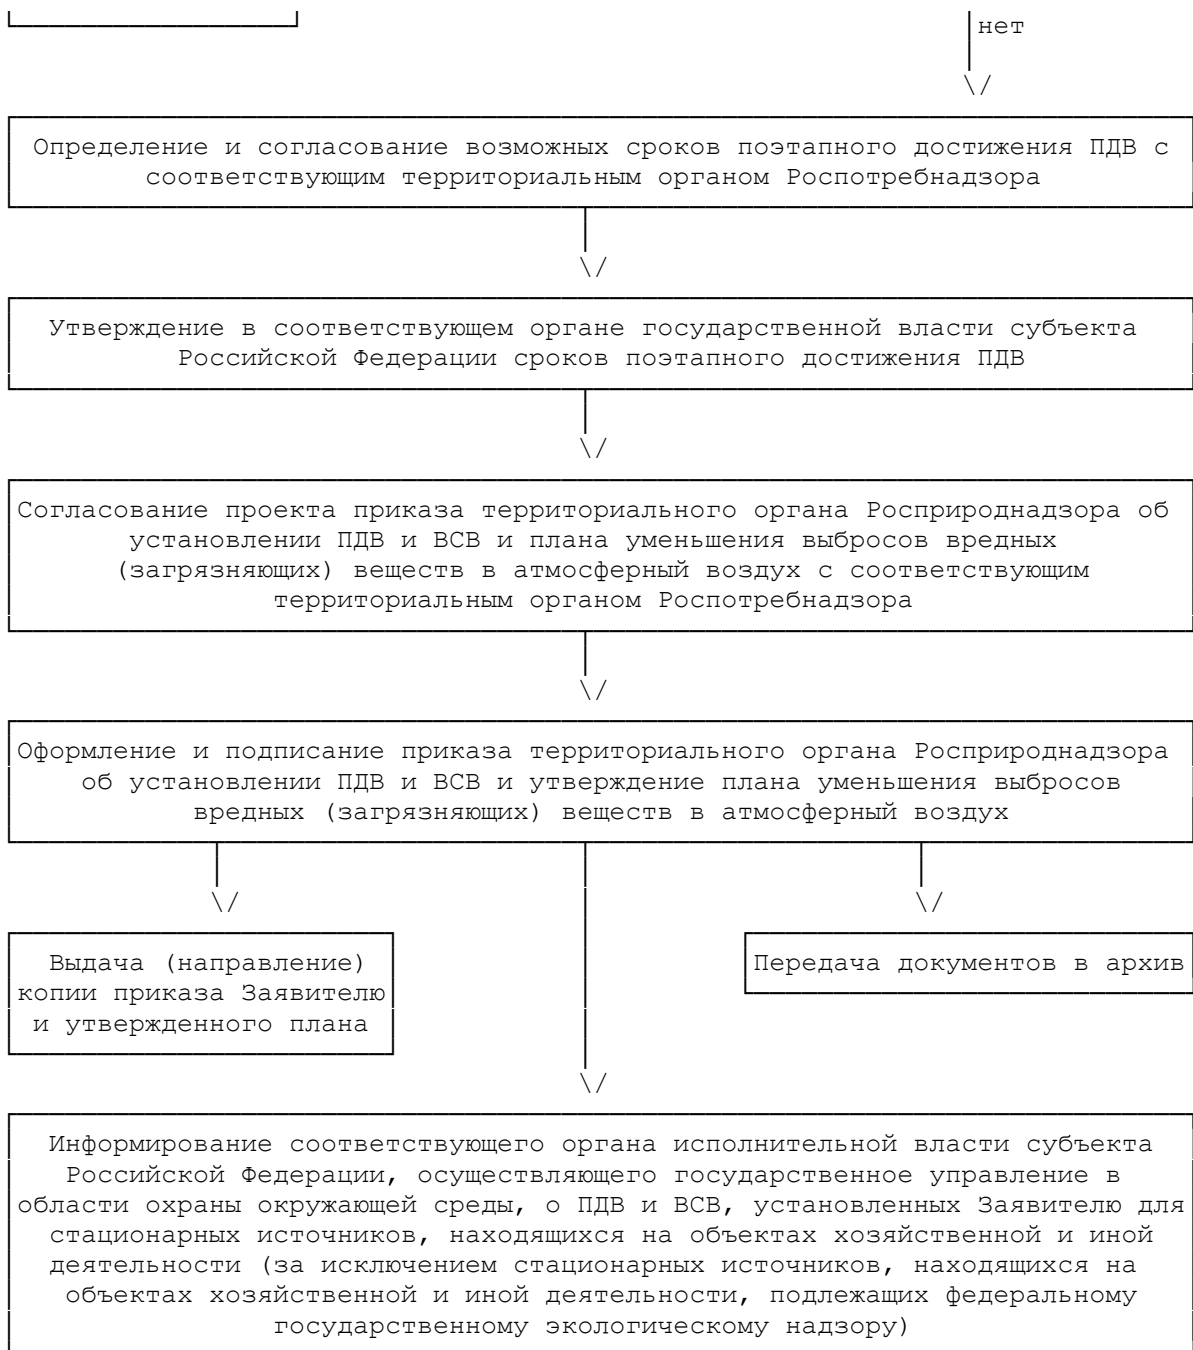 нет
Определение и согласование возможных сроков поэтапного достижения ПДВ с
соответствующим территориальным органом Роспотребнадзора
Утверждение в соответствующем органе государственной власти субъекта
Российской Федерации сроков поэтапного достижения ПДВ
Согласование проекта приказа территориального органа Росприроднадзора об
установлении ПДВ и ВСВ и плана уменьшения выбросов вредных
(загрязняющих) веществ в атмосферный воздух с соответствующим
территориальным органом Роспотребнадзора
Оформление и подписание приказа территориального органа Росприроднадзора
об установлении ПДВ и ВСВ и утверждение плана уменьшения выбросов
вредных (загрязняющих) веществ в атмосферный воздух
Выдача (направление)
копии приказа Заявителю
и утвержденного плана
Передача документов в архив
Информирование соответствующего органа исполнительной власти субъекта
Российской Федерации, осуществляющего государственное управление в
области охраны окружающей среды, о ПДВ и ВСВ, установленных Заявителю для
стационарных источников, находящихся на объектах хозяйственной и иной
деятельности (за исключением стационарных источников, находящихся на
объектах хозяйственной и иной деятельности, подлежащих федеральному
государственному экологическому надзору)